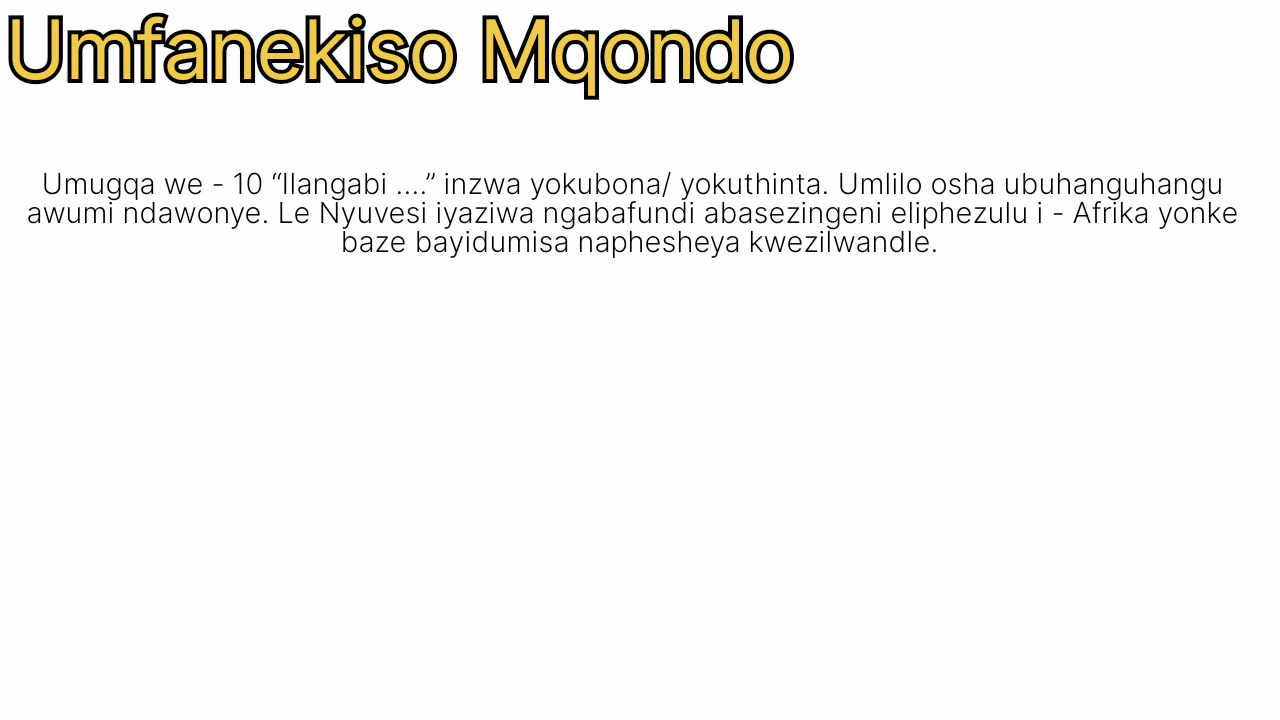 Umfanekiso Mqondo
Umugqa we - 10 “Ilangabi ....” inzwa yokubona/ yokuthinta. Umlilo osha ubuhanguhangu
awumi ndawonye. Le Nyuvesi iyaziwa ngabafundi abasezingeni eliphezulu i - Afrika yonke
baze bayidumisa naphesheya kwezilwandle.